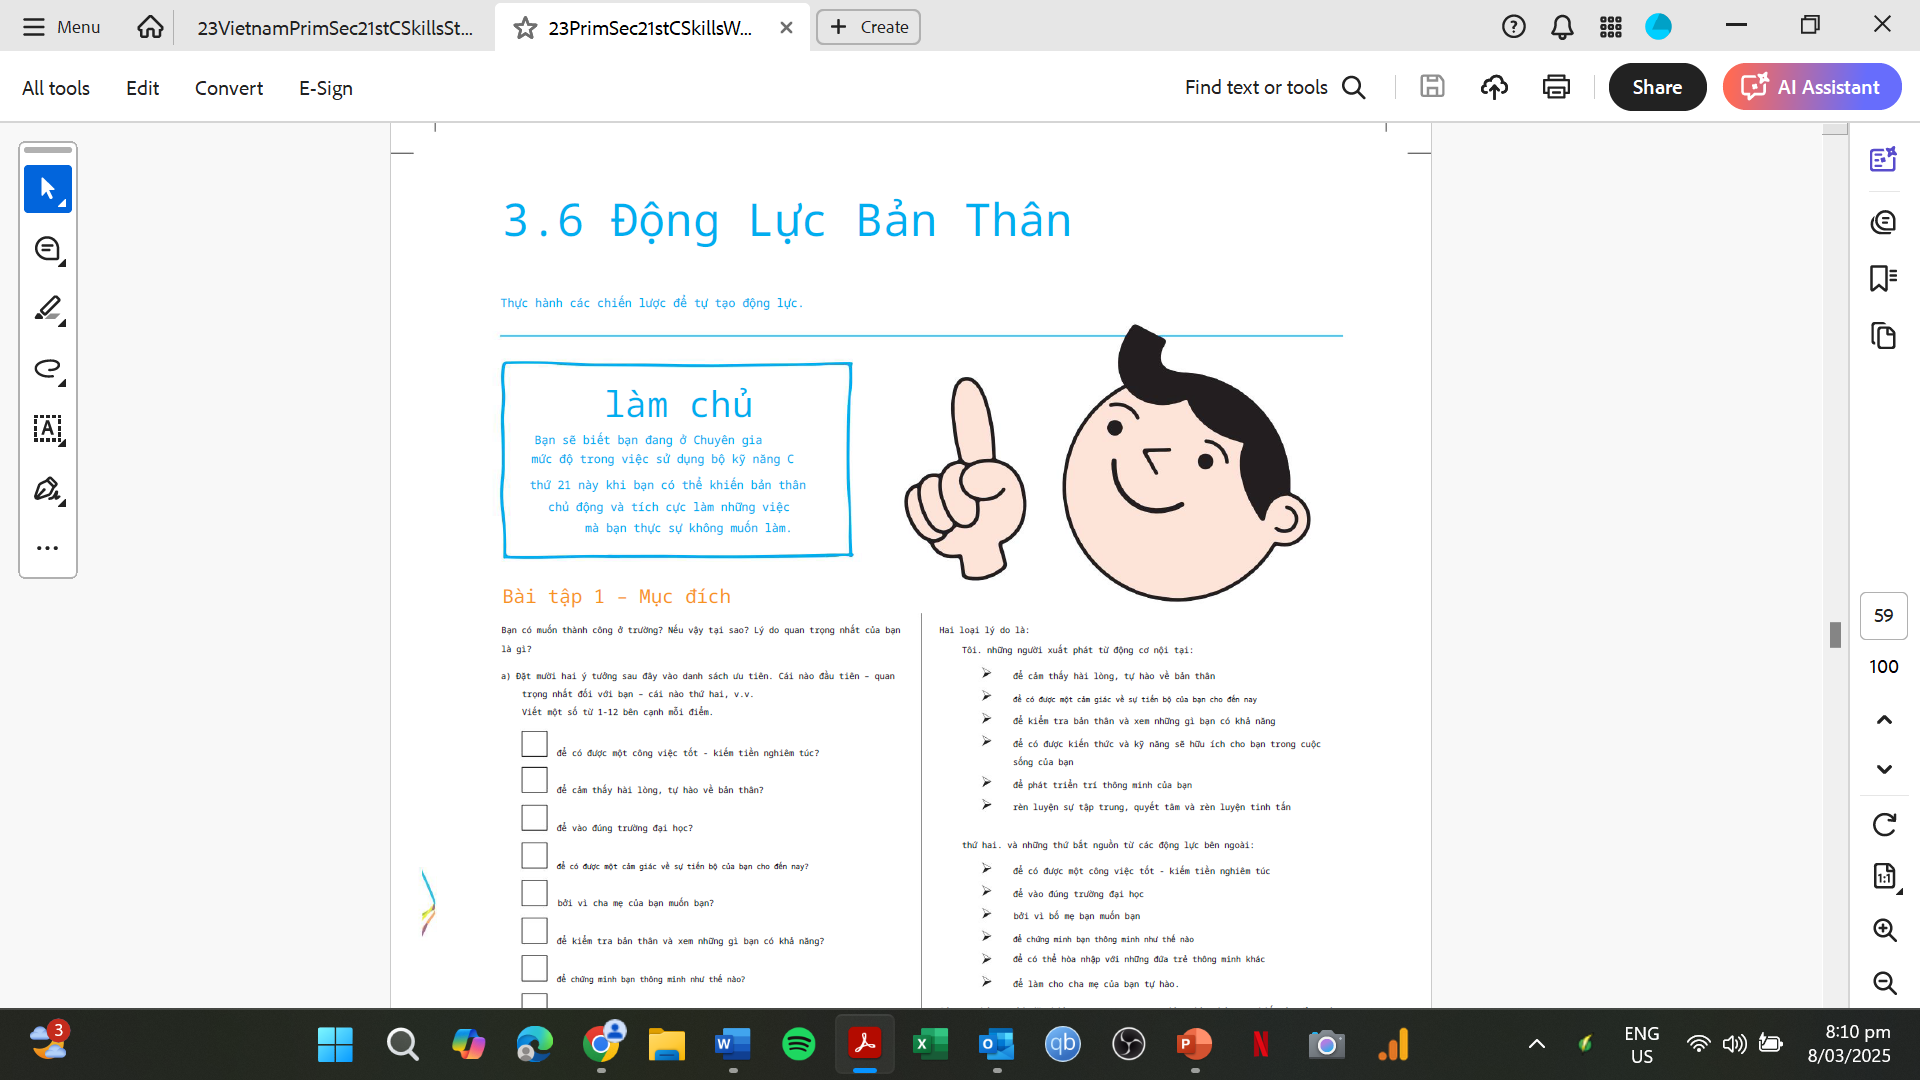 Menu
23VietnamPrimSec21stCSkillsSt...
23PrimSec21stCSkillsW...
Create
All tools
Edit
Convert
E-Sign
Find text or tools
Share
AI Assistant
3.6 Động Lực Bản Thân
Thực hành các chiến lược để tự tạo động lực.
làm chủ
Bạn sẽ biết bạn đang ở Chuyên gia
mức độ trong việc sử dụng bộ kỹ năng C
thứ 21 này khi bạn có thể khiến bản thân
chủ động và tích cực làm những việc
mà bạn thực sự không muốn làm.
Bài tập 1 – Mục đích
Bạn có muốn thành công ở trường? Nếu vậy tại sao? Lý do quan trọng nhất của bạn
là gì?
a) Đặt mười hai ý tưởng sau đây vào danh sách ưu tiên. Cái nào đầu tiên – quan
trọng nhất đối với bạn – cái nào thứ hai, v.v.
Viết một số từ 1-12 bên cạnh mỗi điểm.
để có được một công việc tốt - kiếm tiền nghiêm túc?
để cảm thấy hài lòng, tự hào về bản thân?
để vào đúng trường đại học?
để có được một cảm giác về sự tiến bộ của bạn cho đến nay?
bởi vì cha mẹ của bạn muốn bạn?
để kiểm tra bản thân và xem những gì bạn có khả năng?
để chứng minh bạn thông minh như thế nào?
Hai loại lý do là:
Tôi. những người xuất phát từ động cơ nội tại:
để cảm thấy hài lòng, tự hào về bản thân
để có được một cảm giác về sự tiến bộ của bạn cho đến nay
để kiểm tra bản thân và xem những gì bạn có khả năng
để có được kiến thức và kỹ năng sẽ hữu ích cho bạn trong cuộc
sống của bạn
để phát triển trí thông minh của bạn
rèn luyện sự tập trung, quyết tâm và rèn luyện tinh tấn
thứ hai. và những thứ bắt nguồn từ các động lực bên ngoài:
để có được một công việc tốt - kiếm tiền nghiêm túc
để vào đúng trường đại học
bởi vì bố mẹ bạn muốn bạn
để chứng minh bạn thông minh như thế nào
để có thể hòa nhập với những đứa trẻ thông minh khác
để làm cho cha mẹ của bạn tự hào.
59
100
1:1
3
ENG
US
8:10 pm
8/03/2025